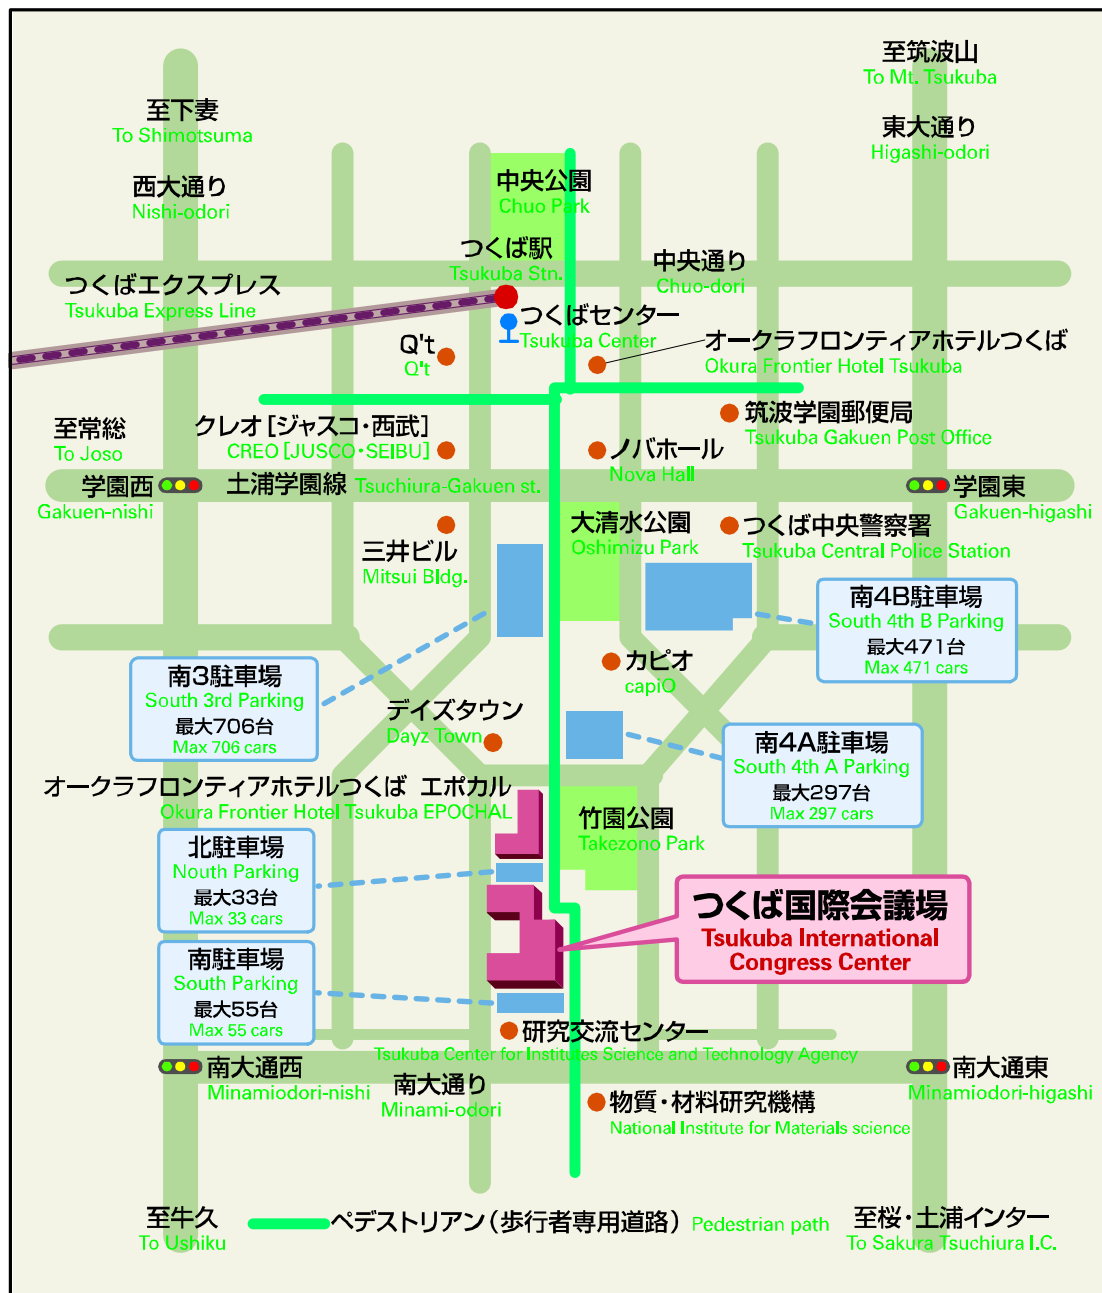 至筑波山
To Mt. Tsukuba
至下妻
To Shimotsuma
東大通り
Higashi-odori
西大通り
Nishi-odori
中央公園
Chuo Park
つくば駅
Tsukuba Stn.
中央通り
Chuo-dori
つくばエクスプレス
Tsukuba Express Line
つくばセンター
Tsukuba Center
Q't
Q't
オークラフロンティアホテルつくば
Okura Frontier Hotel Tsukuba
筑波学園郵便局
Tsukuba Gakuen Post Office
至常総
To Joso
クレオ[ジャスコ・西武]
CREO [JUSCO・SEIBU]
ノバホール
Nova Hall
学園西
Gakuen-nishi
土浦学園線 Tsuchiura-Gakuen st.
学園東
Gakuen-higashi
大清水公園
Oshimizu Park
つくば中央警察署
Tsukuba Central Police Station
三井ビル
Mitsui Bldg.
南4B駐車場
South 4th B Parking
最大471台
Max 471 cars
カピオ
capiO
南3駐車場
South 3rd Parking
最大706台
Max 706 cars
デイズタウン
Dayz Town
南4A駐車場
South 4th A Parking
最大297台
Max 297 cars
オークラフロンティアホテルつくば エポカル
Okura Frontier Hotel Tsukuba EPOCHAL
竹園公園
Takezono Park
北駐車場
Nouth Parking
最大33台
Max 33 cars
つくば国際会議場
Tsukuba International
Congress Center
南駐車場
South Parking
最大55台
Max 55 cars
研究交流センター
Tsukuba Center for Institutes Science and Technology Agency
南大通西
Minamiodori-nishi
南大通り
Minami-odori
南大通東
Minamiodori-higashi
物質・材料研究機構
National Institute for Materials science
至牛久
To Ushiku
ペデストリアン(歩行者専用道路) Pedestrian path
至桜・土浦インター
To Sakura Tsuchiura I.C.